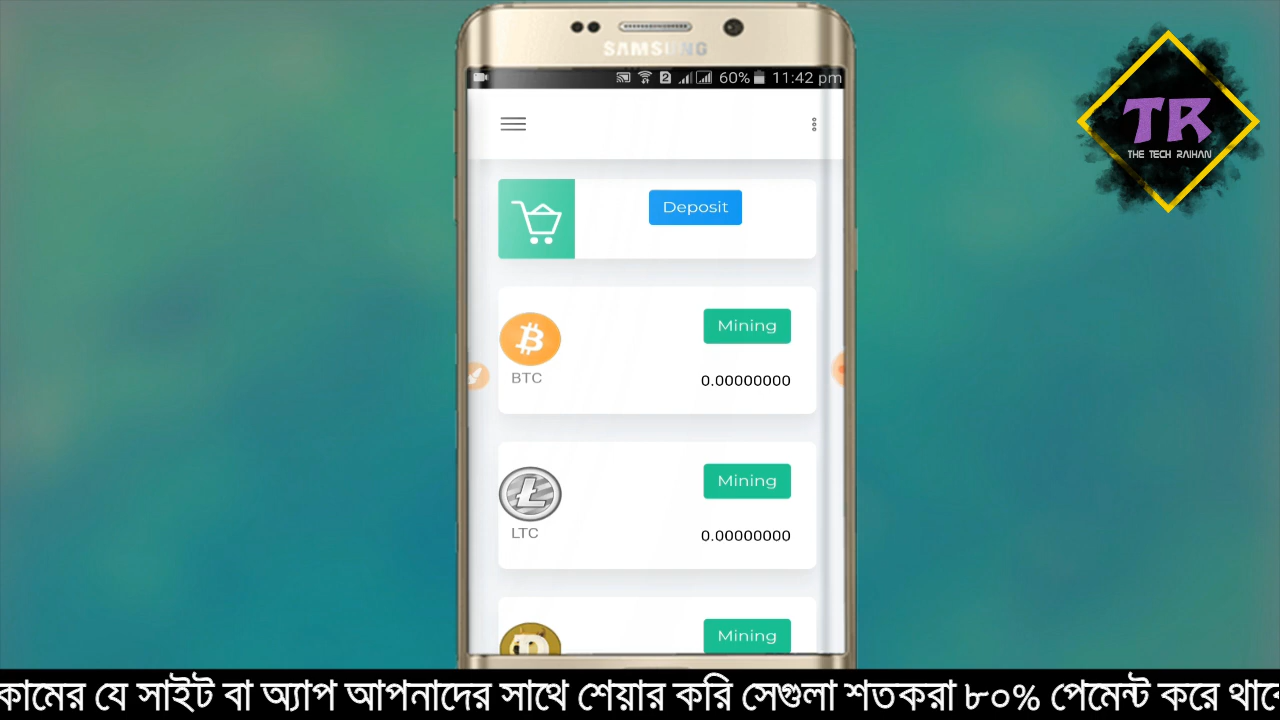 SAMSUNG
2 60% 11:42 pm
TR
THE TECH RAIHAN
Deposit
Mining
BTC
0.00000000
Mining
LTC
0.00000000
Mining
কামের যে সাইট বা অ্যাপ আপনাদের সাথে শেয়ার করি সেগুলা শতকরা ৮০% পেমেন্ট করে